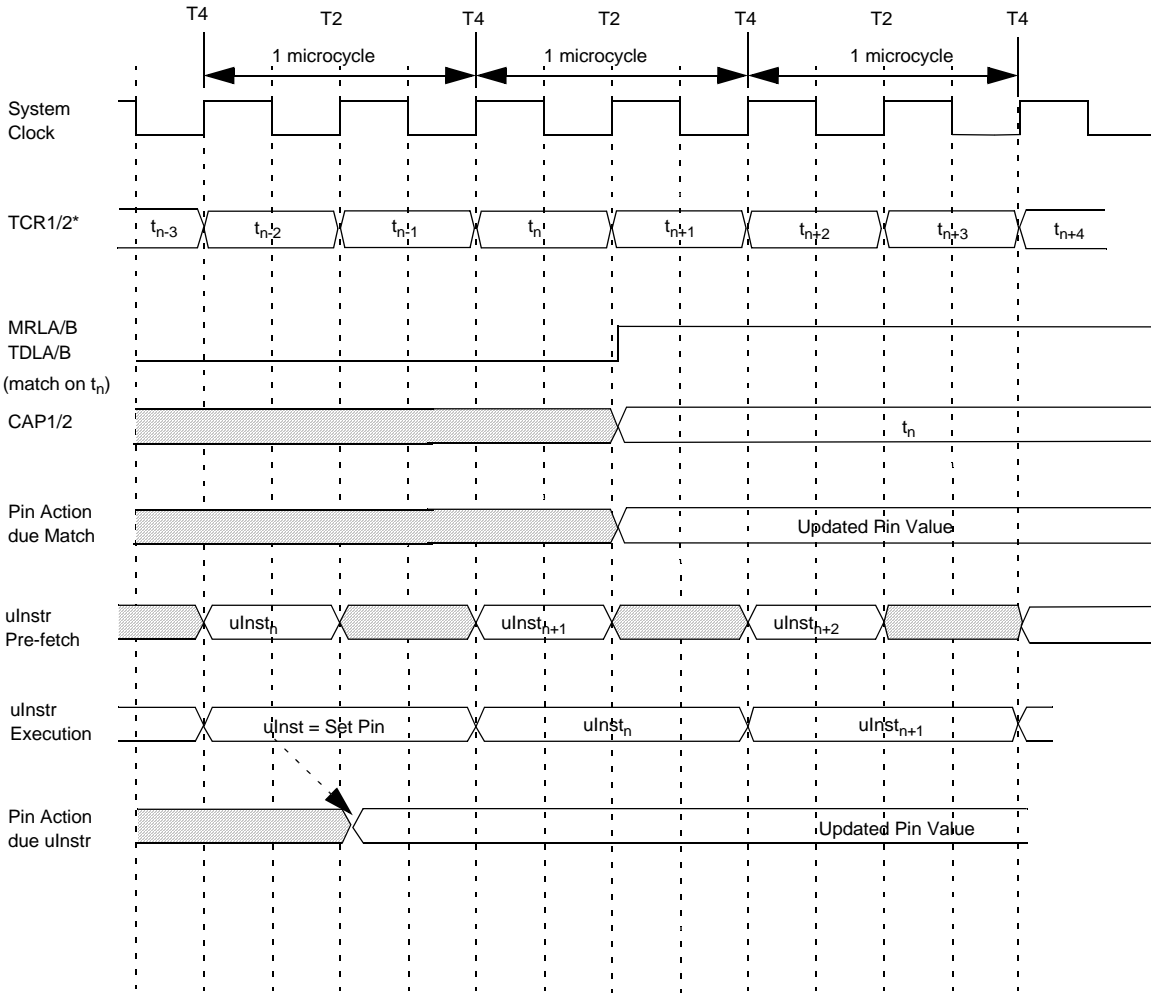 T4 T2 T4 T2 T4 T2 T4
1 microcycle 1 microcycle 1 microcycle
System
Clock
TCR1/2*
tn-3 tn-2 tn-1 tn tn+1 tn+2 tn+3 tn+4
MRLA/B
TDLA/B
(match on tn)
CAP1/2
tn
Pin Action
due Match
Updated Pin Value
uInstr
Pre-fetch
uInstn uInstn+1 uInstn+2
uInstr
Execution
uInst = Set Pin uInstn uInstn+1
Pin Action
due uInstr
Updated Pin Value